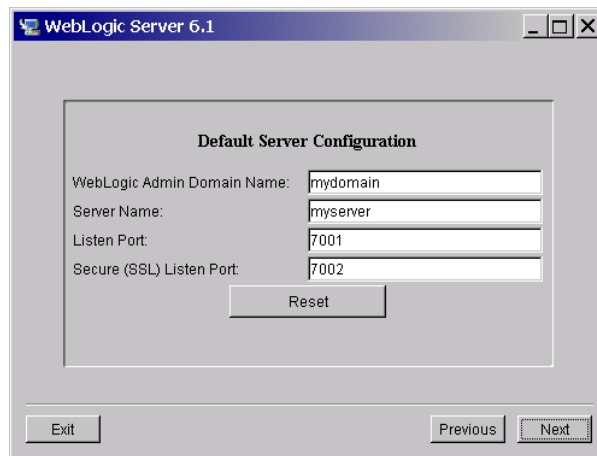 WebLogic Server 6.1
Default Server Configuration
WebLogic Admin Domain Name: mydomain
Server Name: myserver
Listen Port: 7001
Secure (SSL) Listen Port: 7002
Reset
Exit Previous Next